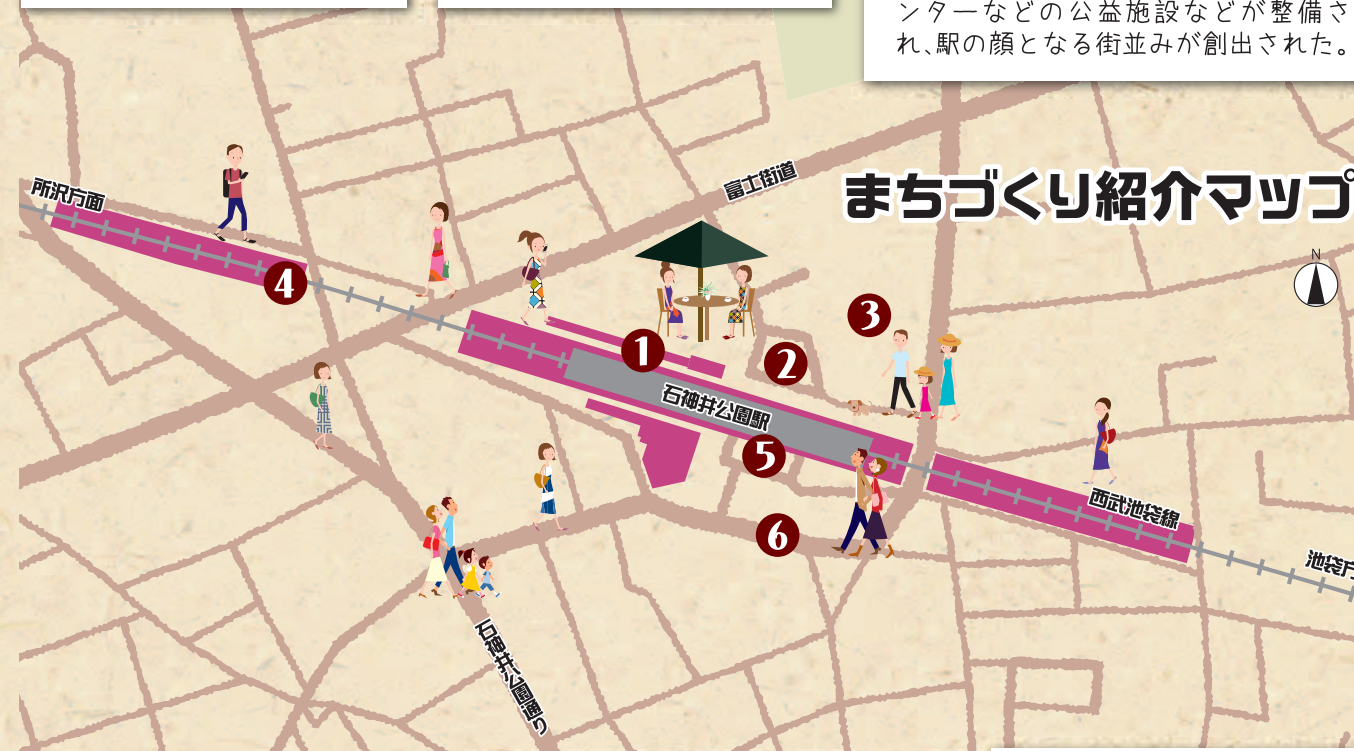 ンターなどの公益施設などが整備さ
れ、駅の顔となる街並みが創出された。
まちづくり紹介マップ
N
所沢方面
富士街道
4
3
1
2
石神井公園駅
5
6
西武池袋線
池袋方
石神井公園通り